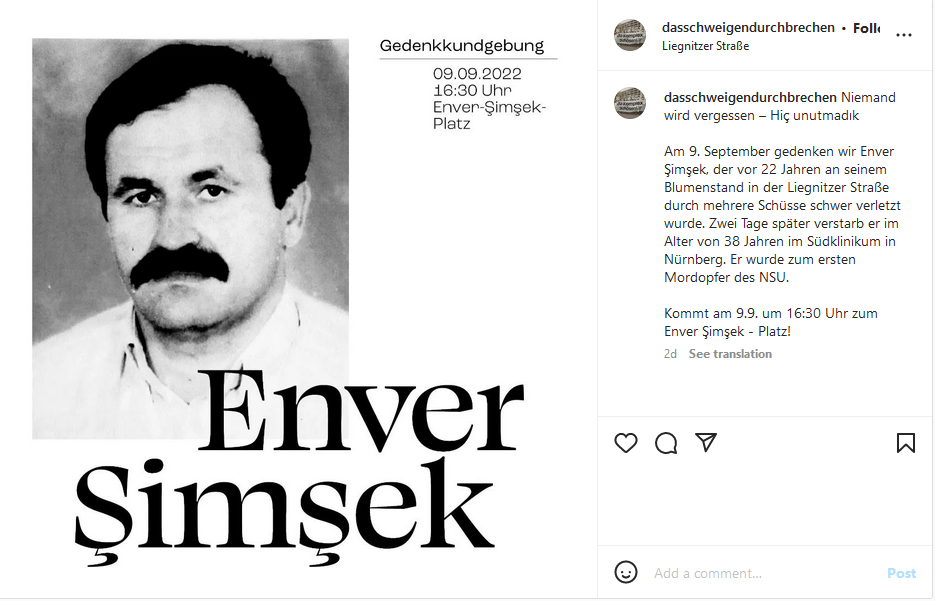 Gedenkkundgebung
09.09.2022
16:30 Uhr
Enver-Şimşek-
Platz
Enver
Şimşek
dasschweigendurchbrechen • Follo
Liegnitzer Straße
dasschweigendurchbrechen Niemand
wird vergessen – Hiç unutmadık
Am 9. September gedenken wir Enver
Şimşek, der vor 22 Jahren an seinem
Blumenstand in der Liegnitzer Straße
durch mehrere Schüsse schwer verletzt
wurde. Zwei Tage später verstarb er im
Alter von 38 Jahren im Südklinikum in
Nürnberg. Er wurde zum ersten
Mordopfer des NSU.
Kommt am 9.9. um 16:30 Uhr zum
Enver Şimşek - Platz!
2d See translation
Add a comment...
Post